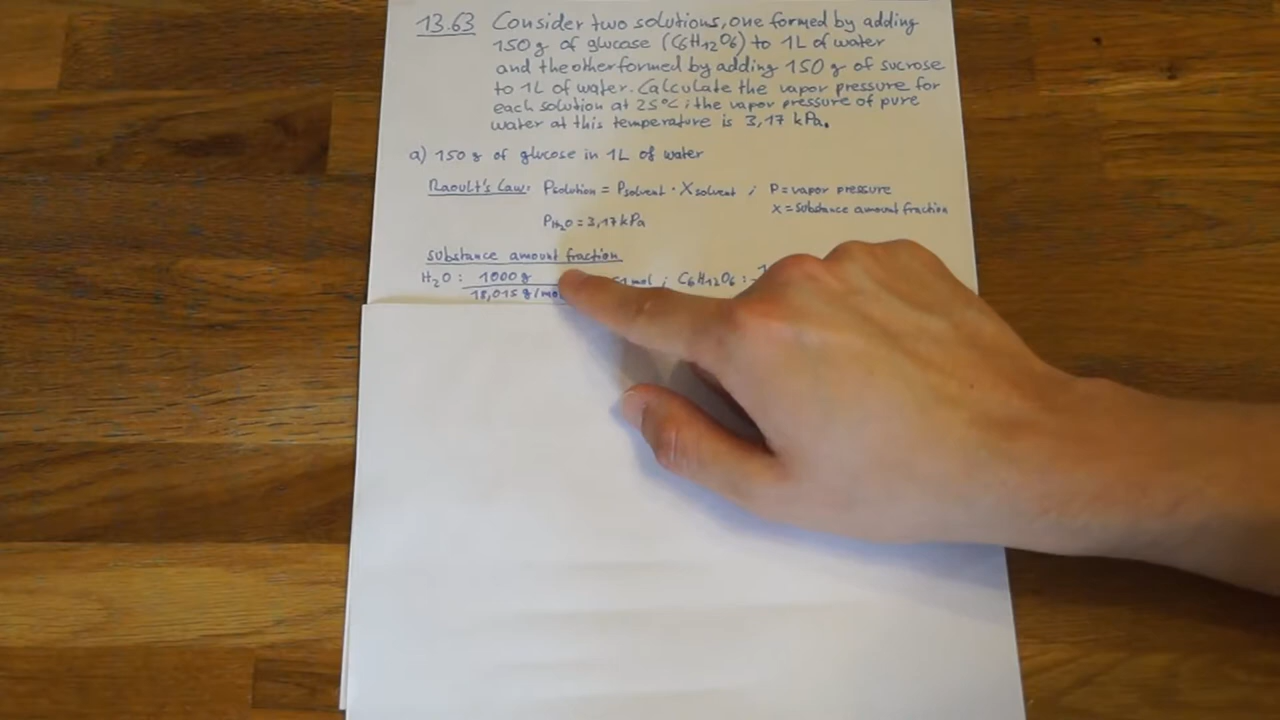 13.63 Consider two solutions, one formed by adding
150 g of glucose (C6H12O6) to 1L of water
and the other formed by adding 150 g of sucrose
to 1L of water. Calculate the vapor pressure for
each solution at 25°C; the vapor pressure of pure
water at this temperature is 3,17 kPa.
a) 150 g of glucose in 1L of water
Raoult's Law: Psolution = Psolvent · Xsolvent ; P = vapor pressure
X = substance amount fraction
PH2O = 3,17 kPa
substance amount fraction
H2O : 1000 g mol ; C6H12O6 :
18,015 g/mo